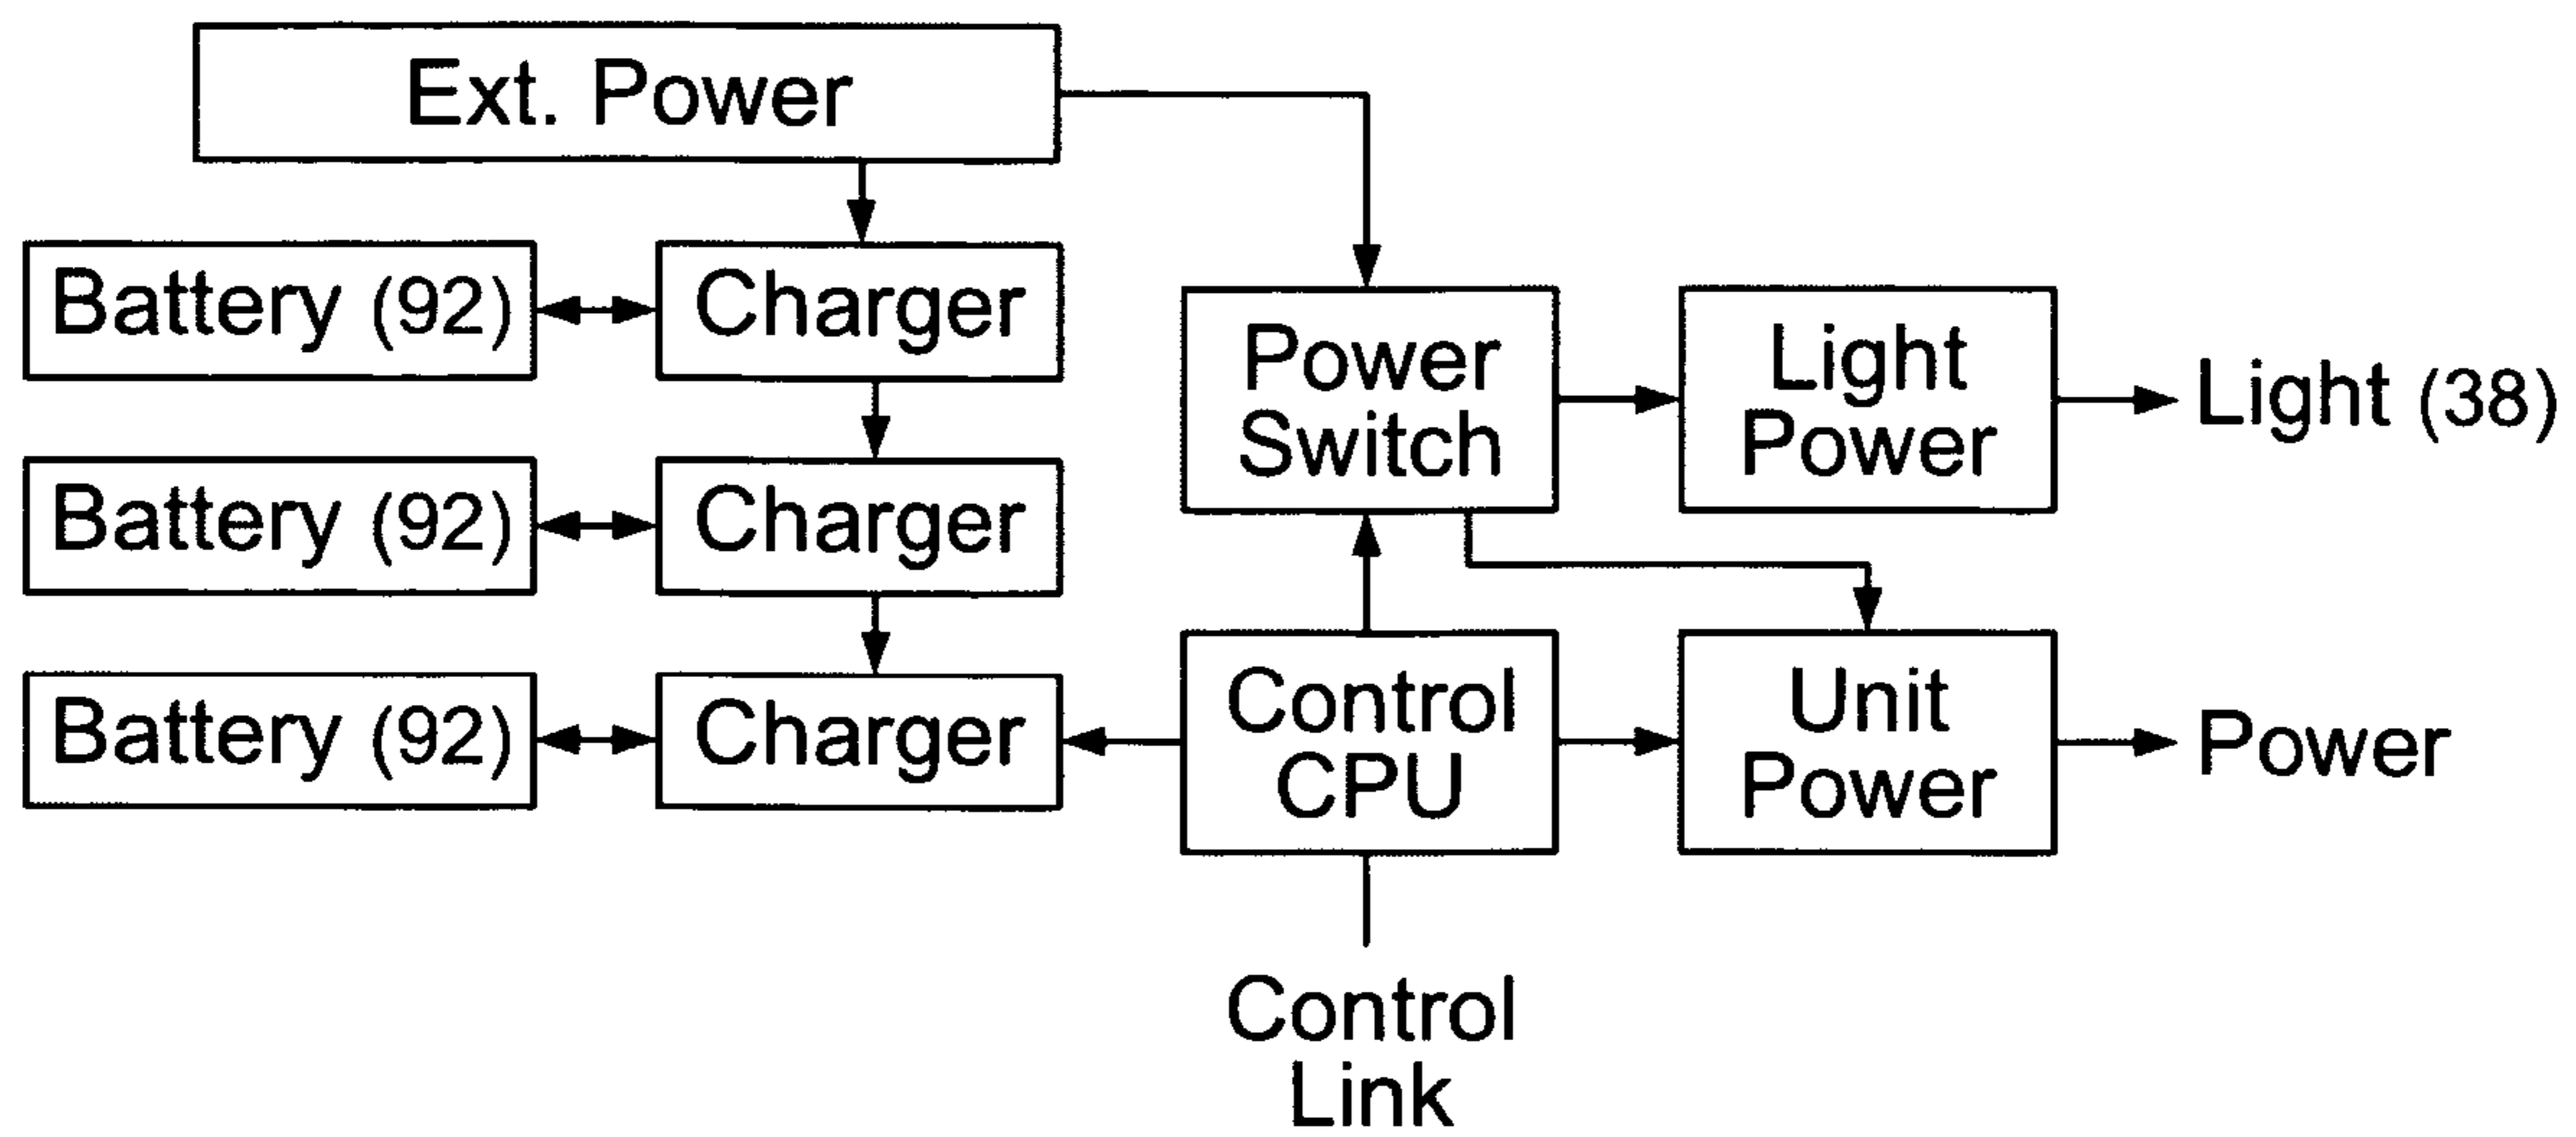 Ext. Power
Battery (92)
Charger
Power
Switch
Light
Power
Light (38)
Battery (92)
Charger
Battery (92)
Charger
Control
CPU
Unit
Power
Power
Control
Link